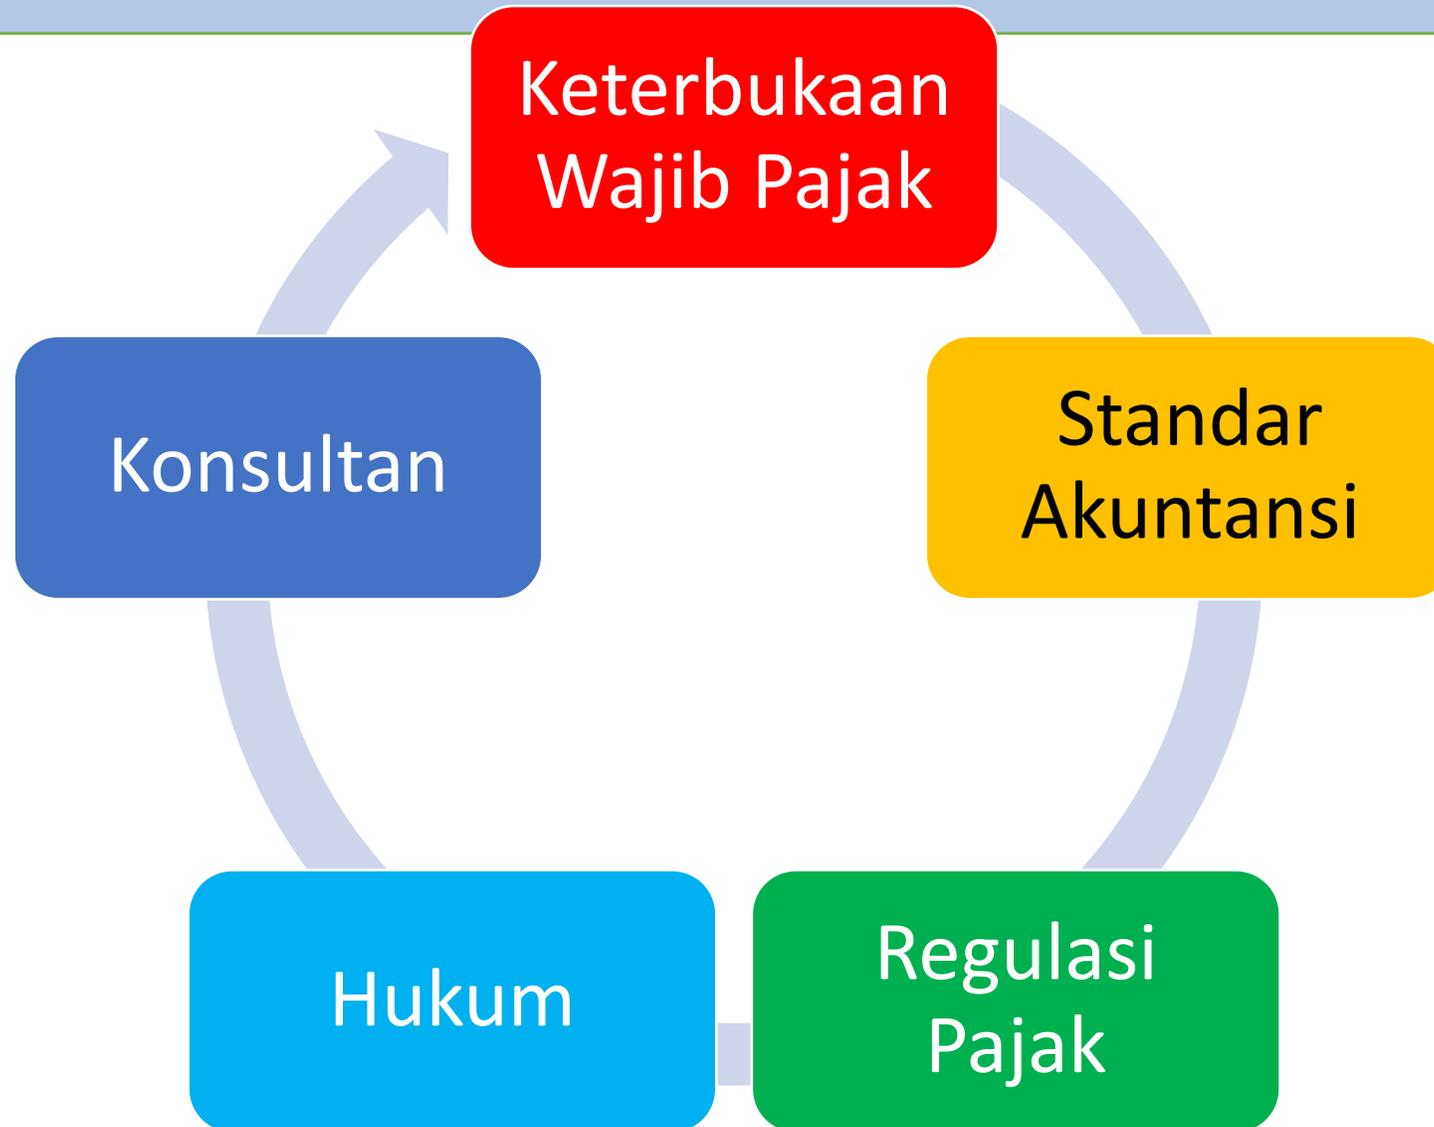 Keterbukaan
Wajib Pajak
Standar
Akuntansi
Regulasi
Pajak
Hukum
Konsultan